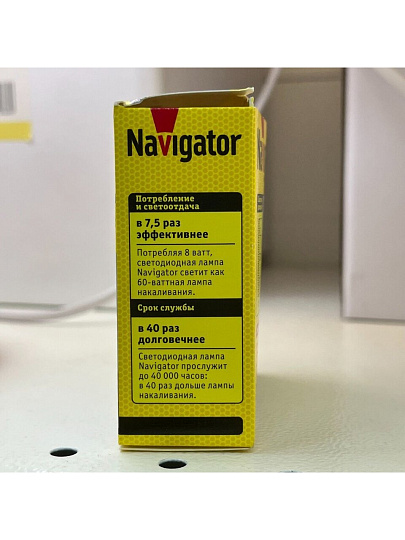 Navigator
Потребление
и светоотдача
в 7,5 раз
эффективнее
Потребляя 8 ватт,
светодиодная лампа
Navigator светит как
60-ваттная лампа
накаливания.
Срок службы
в 40 раз
долговечнее
Светодиодная лампа
Navigator прослужит
до 40 000 часов:
в 40 раз дольше лампы
накаливания.